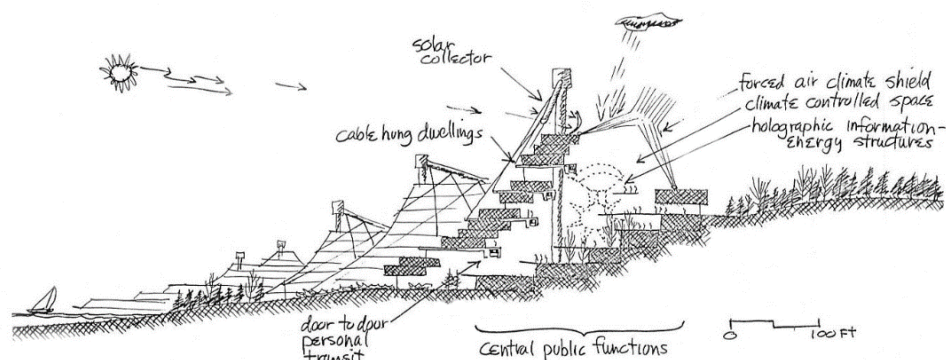 solar
collector
cable hung dwellings
forced air climate shield
climate controlled space
holographic information-
energy structures
door to door
personal
transit
central public functions
0 100 FT